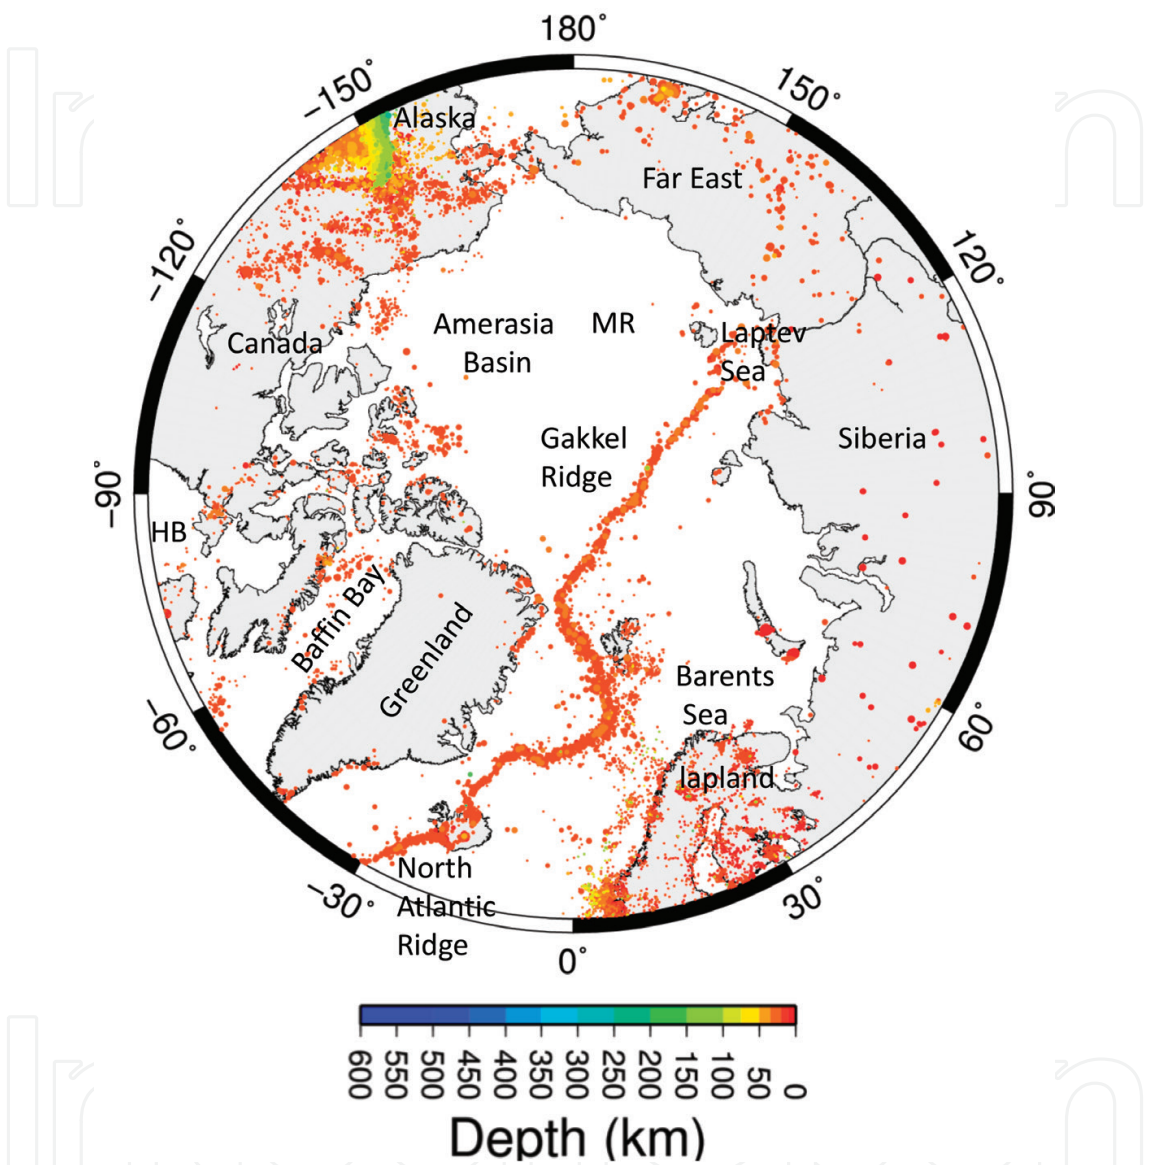 180°
-150°
150°
Alaska
Far East
-120°
120°
Canada
Amerasia
Basin
MR
Laptev
Sea
Gakkel
Ridge
Siberia
-90°
90°
HB
Baffin Bay
Greenland
Barents
Sea
lapland
-60°
60°
North
Atlantic
Ridge
-30°
30°
0°
600 550 500 450 400 350 300 250 200 150 100 50 0
Depth (km)